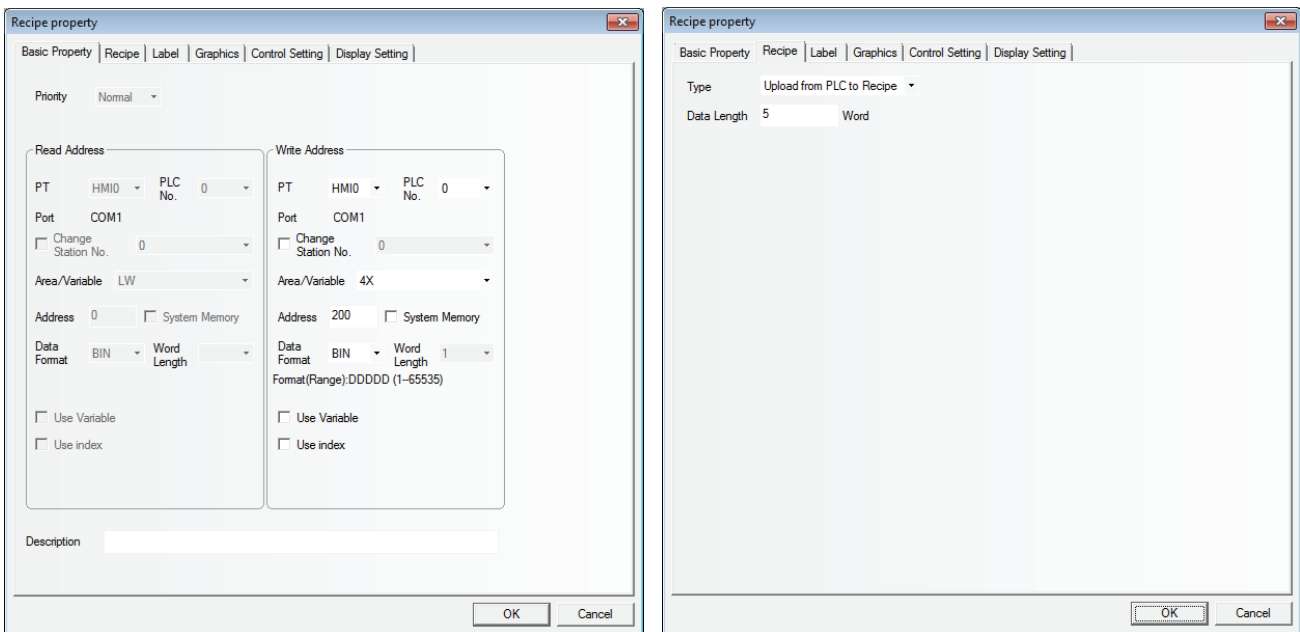 Recipe property
Basic Property Recipe Label Graphics Control Setting Display Setting
Priority Normal
Read Address
PT HMI0 PLC No. 0
Port COM1
Change Station No. 0
Area/Variable LW
Address 0 System Memory
Data Format BIN Word Length
Use Variable
Use index
Write Address
PT HMI0 PLC No. 0
Port COM1
Change Station No. 0
Area/Variable 4X
Address 200 System Memory
Data Format BIN Word Length 1
Format(Range):DDDDD (1~65535)
Use Variable
Use index
Description
OK Cancel
Recipe property
Basic Property Recipe Label Graphics Control Setting Display Setting
Type Upload from PLC to Recipe
Data Length 5 Word
OK Cancel